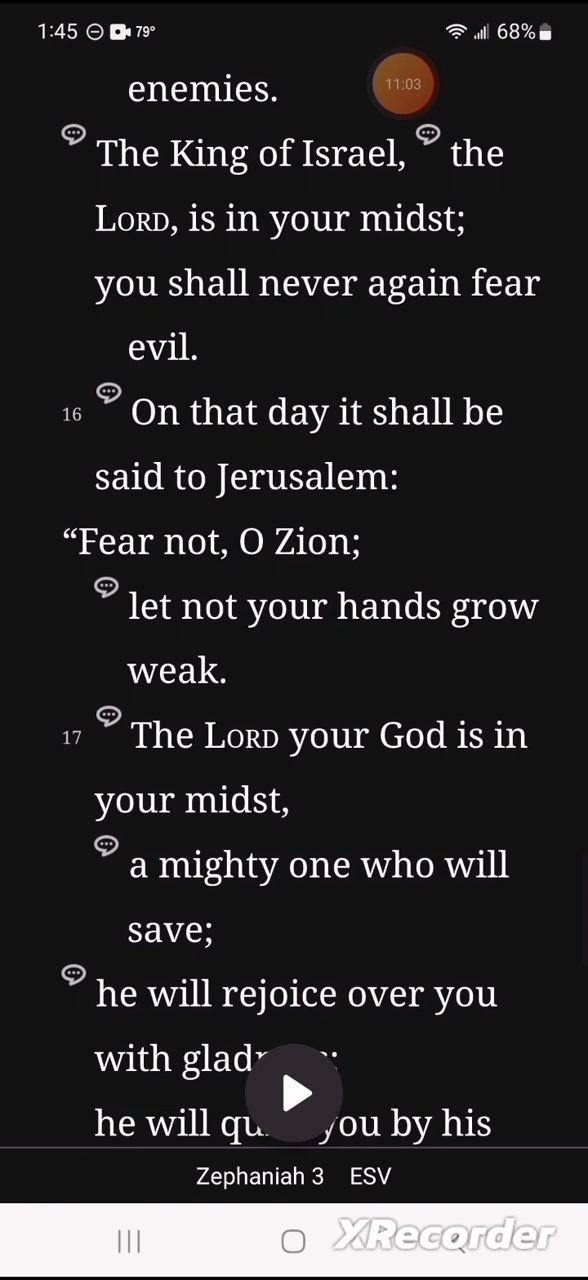 1:45 79° 68%
11:03
enemies.
The King of Israel, the
LORD, is in your midst;
you shall never again fear
evil.
16 On that day it shall be
said to Jerusalem:
“Fear not, O Zion;
let not your hands grow
weak.
17 The LORD your God is in
your midst,
a mighty one who will
save;
he will rejoice over you
with
he will you by his
Zephaniah 3 ESV
XRecorder